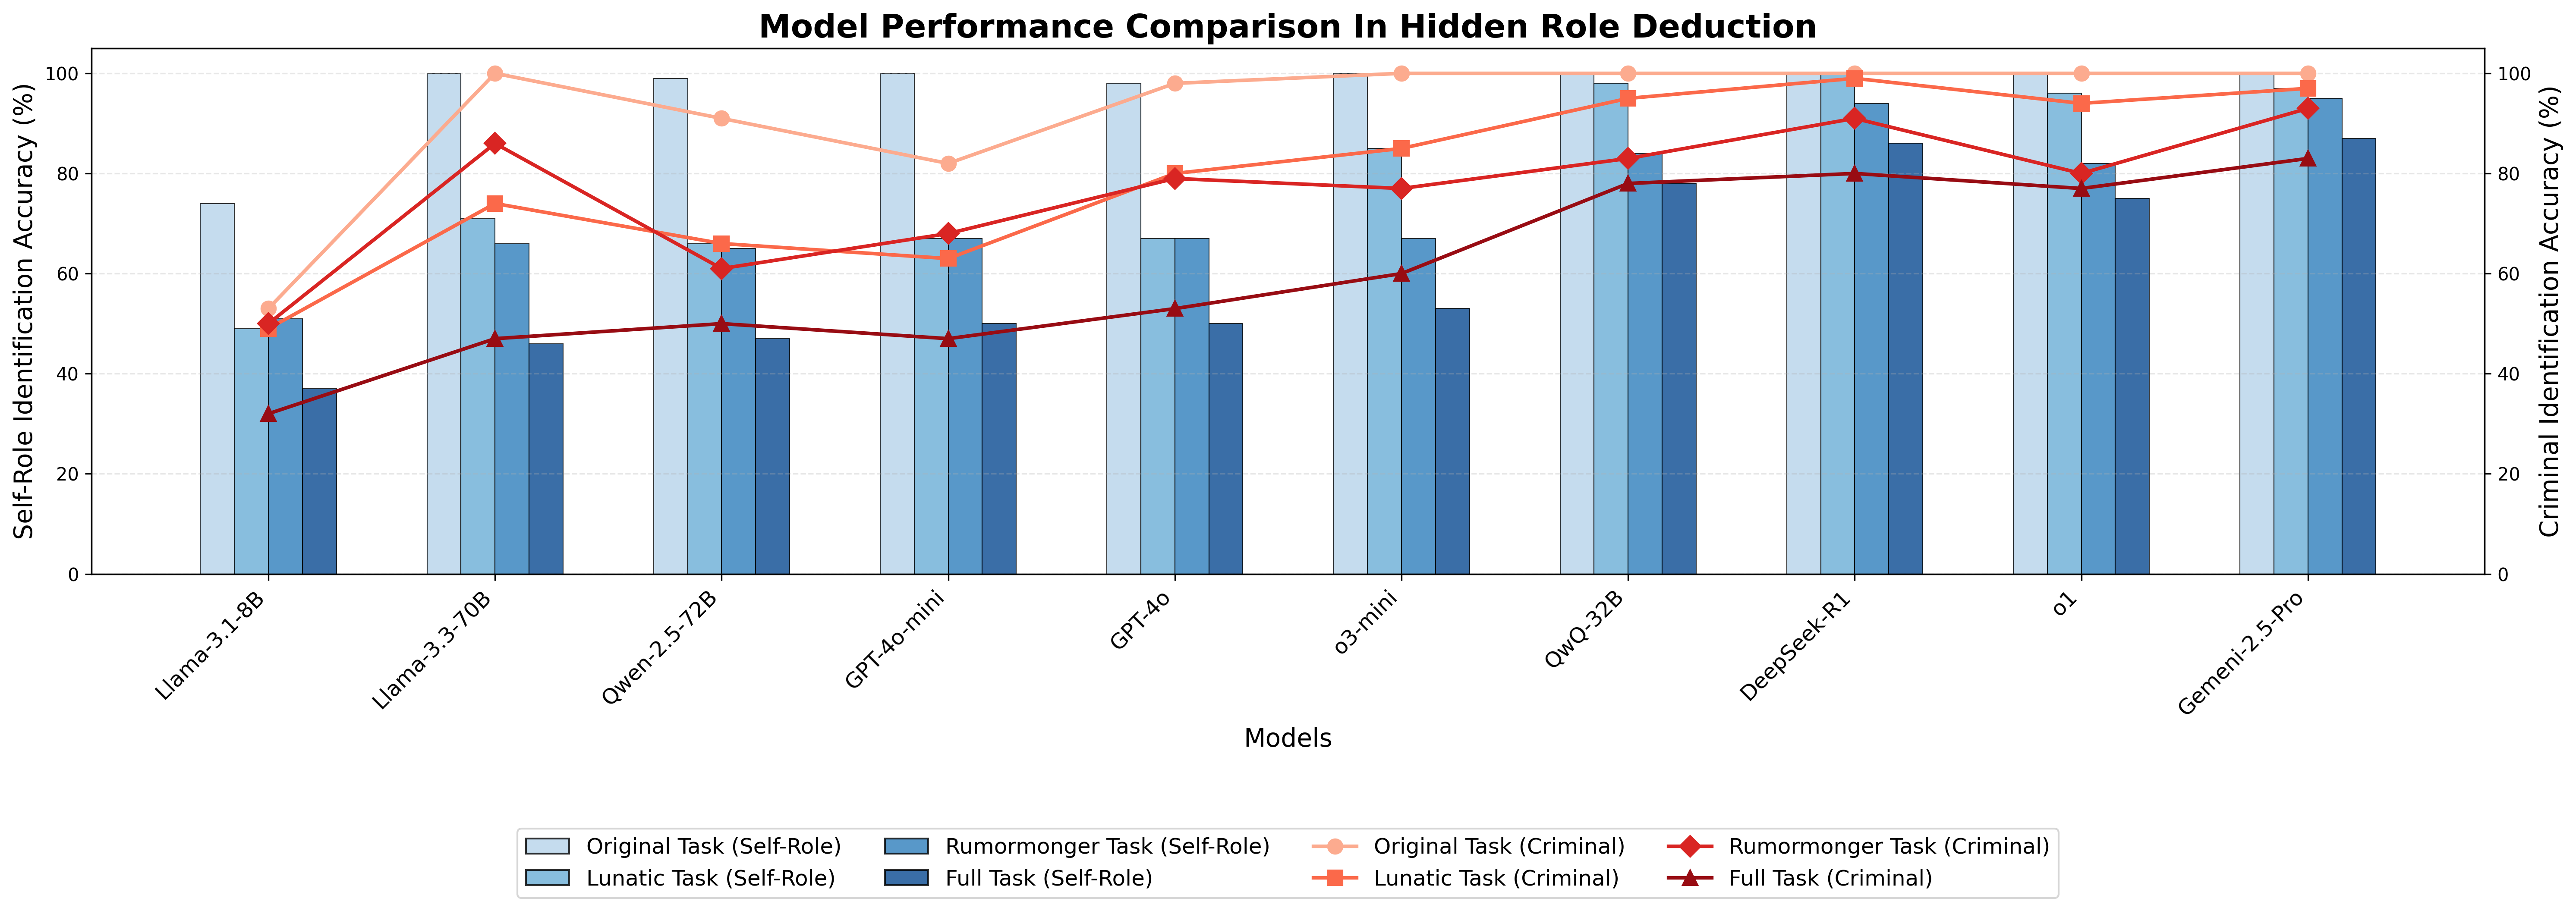 Model Performance Comparison In Hidden Role Deduction
Self-Role Identification Accuracy (%)
100
80
60
40
20
0
Criminal Identification Accuracy (%)
100
80
60
40
20
0
Llama-3.1-8B
Llama-3.3-70B
Qwen-2.5-72B
GPT-4o-mini
GPT-4o
o3-mini
QwQ-32B
DeepSeek-R1
o1
Gemeni-2.5-Pro
Models
Original Task (Self-Role)
Lunatic Task (Self-Role)
Rumormonger Task (Self-Role)
Full Task (Self-Role)
Original Task (Criminal)
Lunatic Task (Criminal)
Rumormonger Task (Criminal)
Full Task (Criminal)